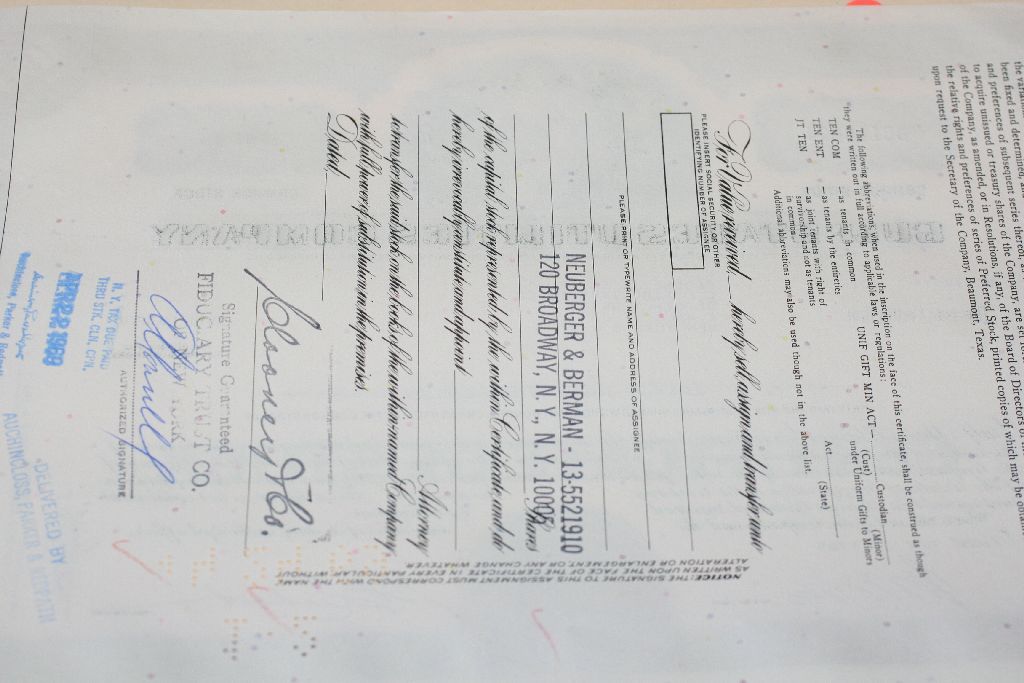 the
been fixed and determined,
and preferences of subsequent series thereof,
to acquire unissued or treasury shares of the Company, are
of the Company, as amended, or in Resolutions, if any, of the Board of Directors
the relative rights and preferences of series of Preferred Stock, printed copies of which may be
upon request to the Secretary of the Company, Beaumont, Texas.
The following abbreviations, when used in the inscription on the face of this certificate, shall be construed as though
they were written out in full according to applicable laws or regulations:
TEN COM —as tenants in common UNIF GIFT MIN ACT— Custodian
(Cust) (Minor)
TEN ENT —as tenants by the entireties under Uniform Gifts to Minors
JT TEN —as joint tenants with right of Act
survivorship and not as tenants (State)
in common
Additional abbreviations may also be used though not in the above list.
For Value received, hereby sell, assign and transfer unto
PLEASE INSERT SOCIAL SECURITY OR OTHER
IDENTIFYING NUMBER OF ASSIGNEE
PLEASE PRINT OR TYPEWRITE NAME AND ADDRESS OF ASSIGNEE
NEUBERGER & BERMAN - 13-5521910
120 BROADWAY, N. Y., N. Y. 10005 Shares
of the capital stock represented by the within Certificate, and do
hereby irrevocably constitute and appoint
Attorney
to transfer the said stock on the books of the within named Company
with full power of substitution in the premises.
Dated,
NOTICE: THE SIGNATURE TO THIS ASSIGNMENT MUST CORRESPOND WITH THE NAME
AS WRITTEN UPON THE FACE OF THE CERTIFICATE IN EVERY PARTICULAR, WITHOUT
ALTERATION OR ENLARGEMENT OR ANY CHANGE WHATEVER.
Signature Guaranteed
FIDUCIARY TRUST CO.
AUTHORIZED SIGNATURE
N. Y. TAX DUE PAID
THRU STK. CLR. CPN.
DELIVERED BY
AUCHINCLOSS, PARKER &